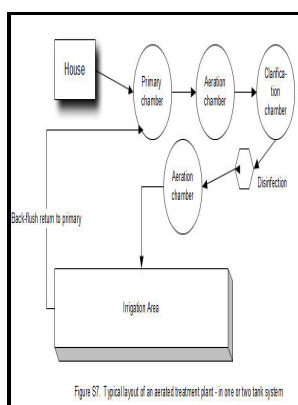 House
Primary
chamber
Aeration
chamber
Clarifica-
tion
chamber
Aeration
chamber
Disinfection
Back-flush return to primary
Irrigation Area
Figure S7. Typical layout of an aerated treatment plant - in one or two tank system